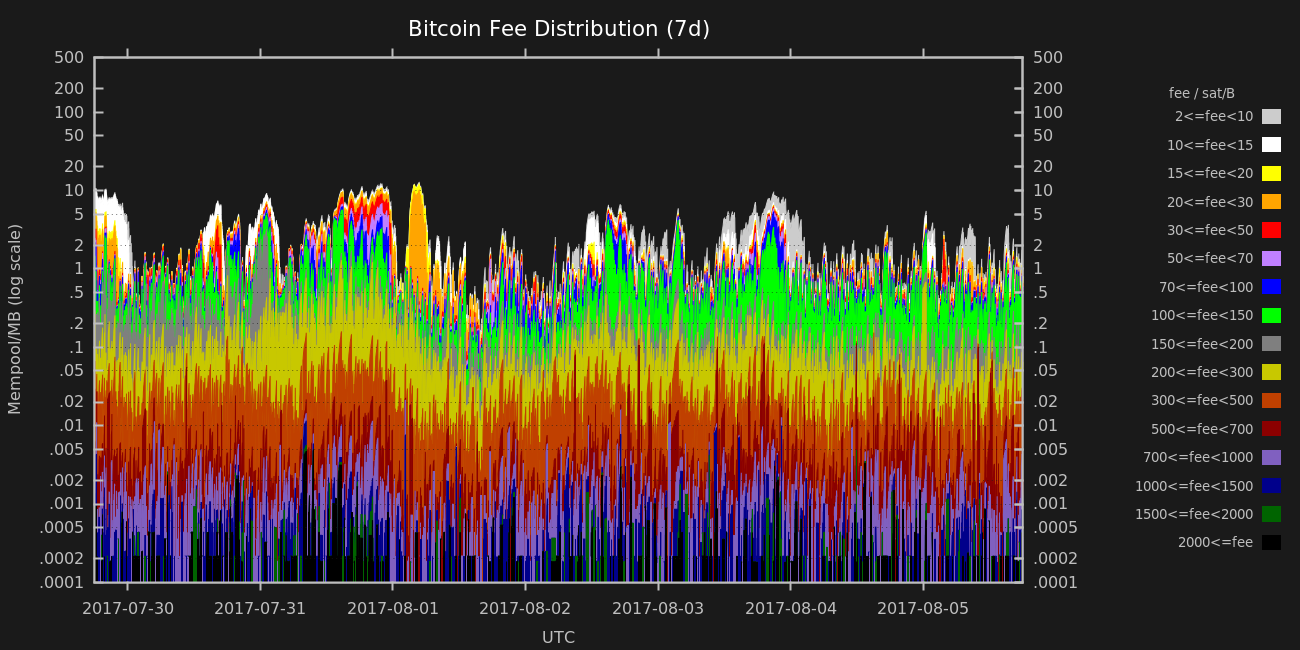 Bitcoin Fee Distribution (7d)
Mempool/MB (log scale)
500
200
100
50
20
10
5
2
1
.5
.2
.1
.05
.02
.01
.005
.002
.001
.0005
.0002
.0001
500
200
100
50
20
10
5
2
1
.5
.2
.1
.05
.02
.01
.005
.002
.001
.0005
.0002
.0001
2017-07-30 2017-07-31 2017-08-01 2017-08-02 2017-08-03 2017-08-04 2017-08-05
UTC
fee / sat/B
2<=fee<10
10<=fee<15
15<=fee<20
20<=fee<30
30<=fee<50
50<=fee<70
70<=fee<100
100<=fee<150
150<=fee<200
200<=fee<300
300<=fee<500
500<=fee<700
700<=fee<1000
1000<=fee<1500
1500<=fee<2000
2000<=fee